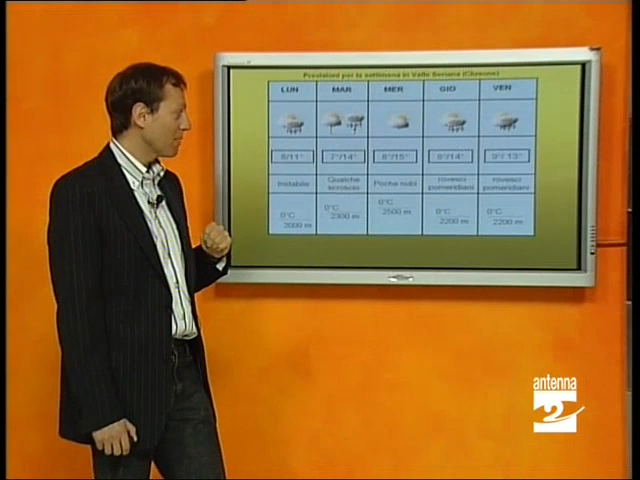 Previsioni per la settimana in Valle Seriana (Clusone)
LUN MAR MER GIO VEN
6/11° 7°/14° 8°/15° 8°/14° 9°/13°
Instabile Qualche scroscio Poche nubi rovesci pomeridiani rovesci pomeridiani
0°C 2000 m 0°C 2300 m 0°C 2500 m 0°C 2200 m 0°C 2200 m
antenna
2